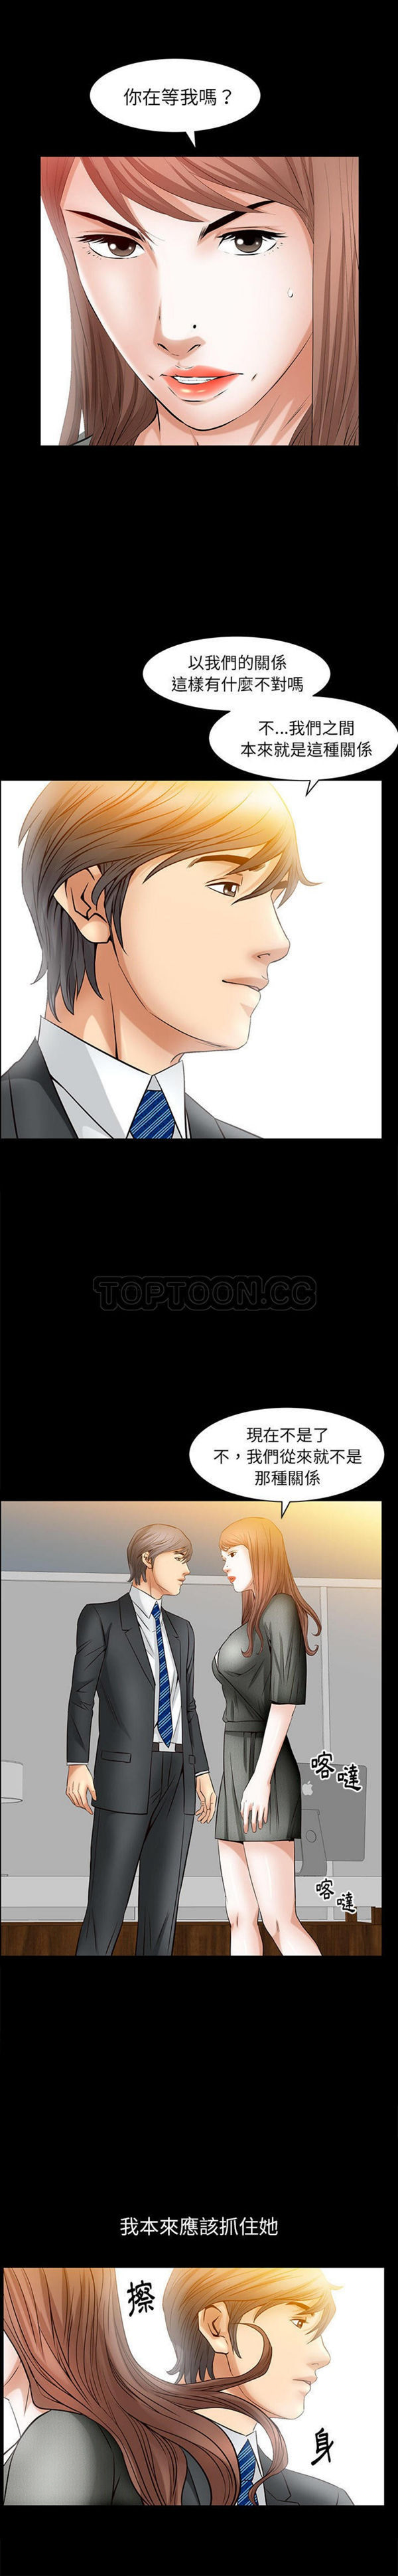 你在等我嗎？
以我們的關係
這樣有什麼不對嗎
不...我們之間
本來就是這種關係
TOPTOON.CC
現在不是了
不，我們從來就不是
那種關係
喀噠
喀噠
我本來應該抓住她
擦
身